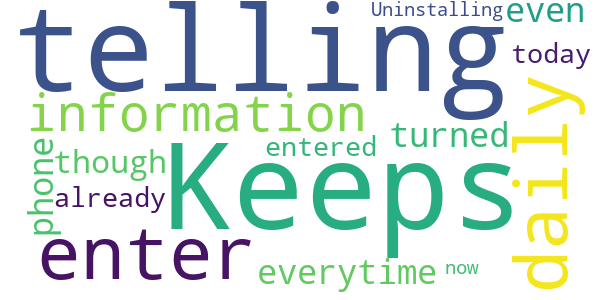 telling
Uninstalling
even
today
information
daily
turned
entered
phone
though
Keeps
already
enter
everytime
now